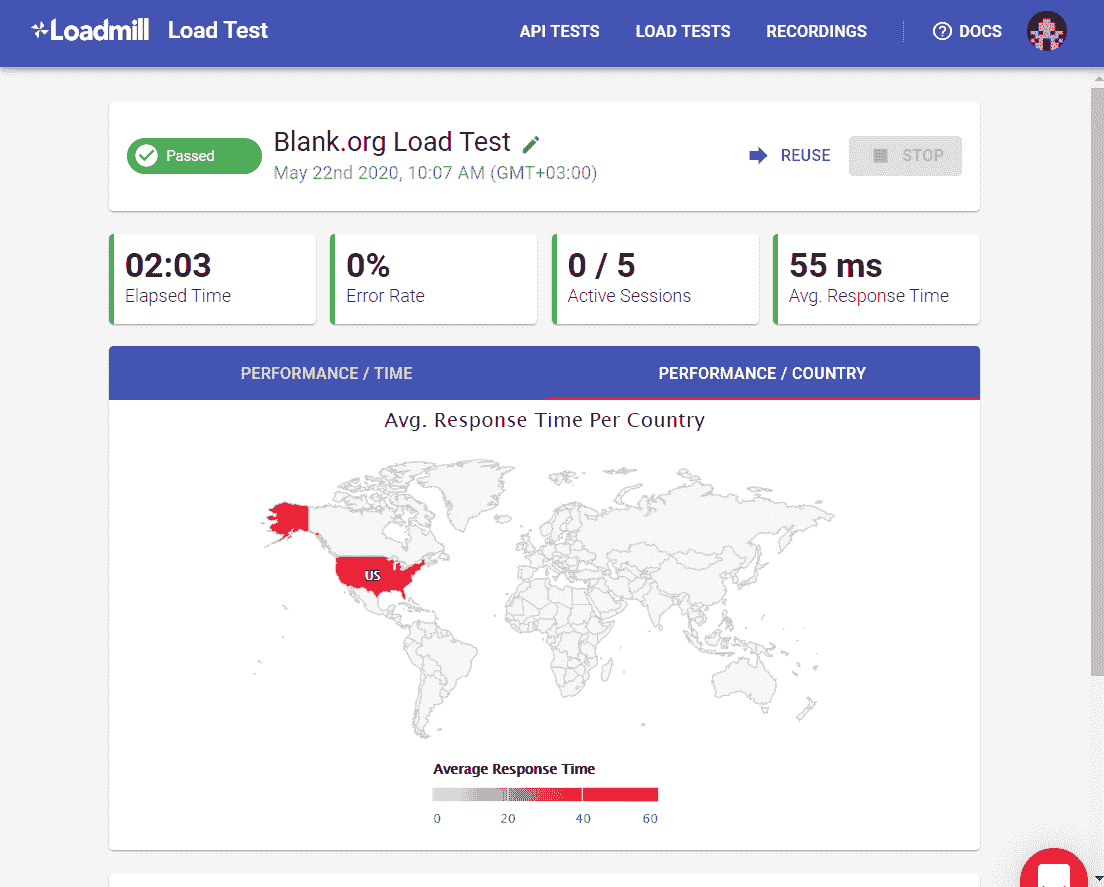 Loadmill Load Test API TESTS LOAD TESTS RECORDINGS ? DOCS
Passed
Blank.org Load Test
May 22nd 2020, 10:07 AM (GMT+03:00)
REUSE
STOP
02:03
Elapsed Time
0%
Error Rate
0 / 5
Active Sessions
55 ms
Avg. Response Time
PERFORMANCE / TIME PERFORMANCE / COUNTRY
Avg. Response Time Per Country
US
Average Response Time
0 20 40 60